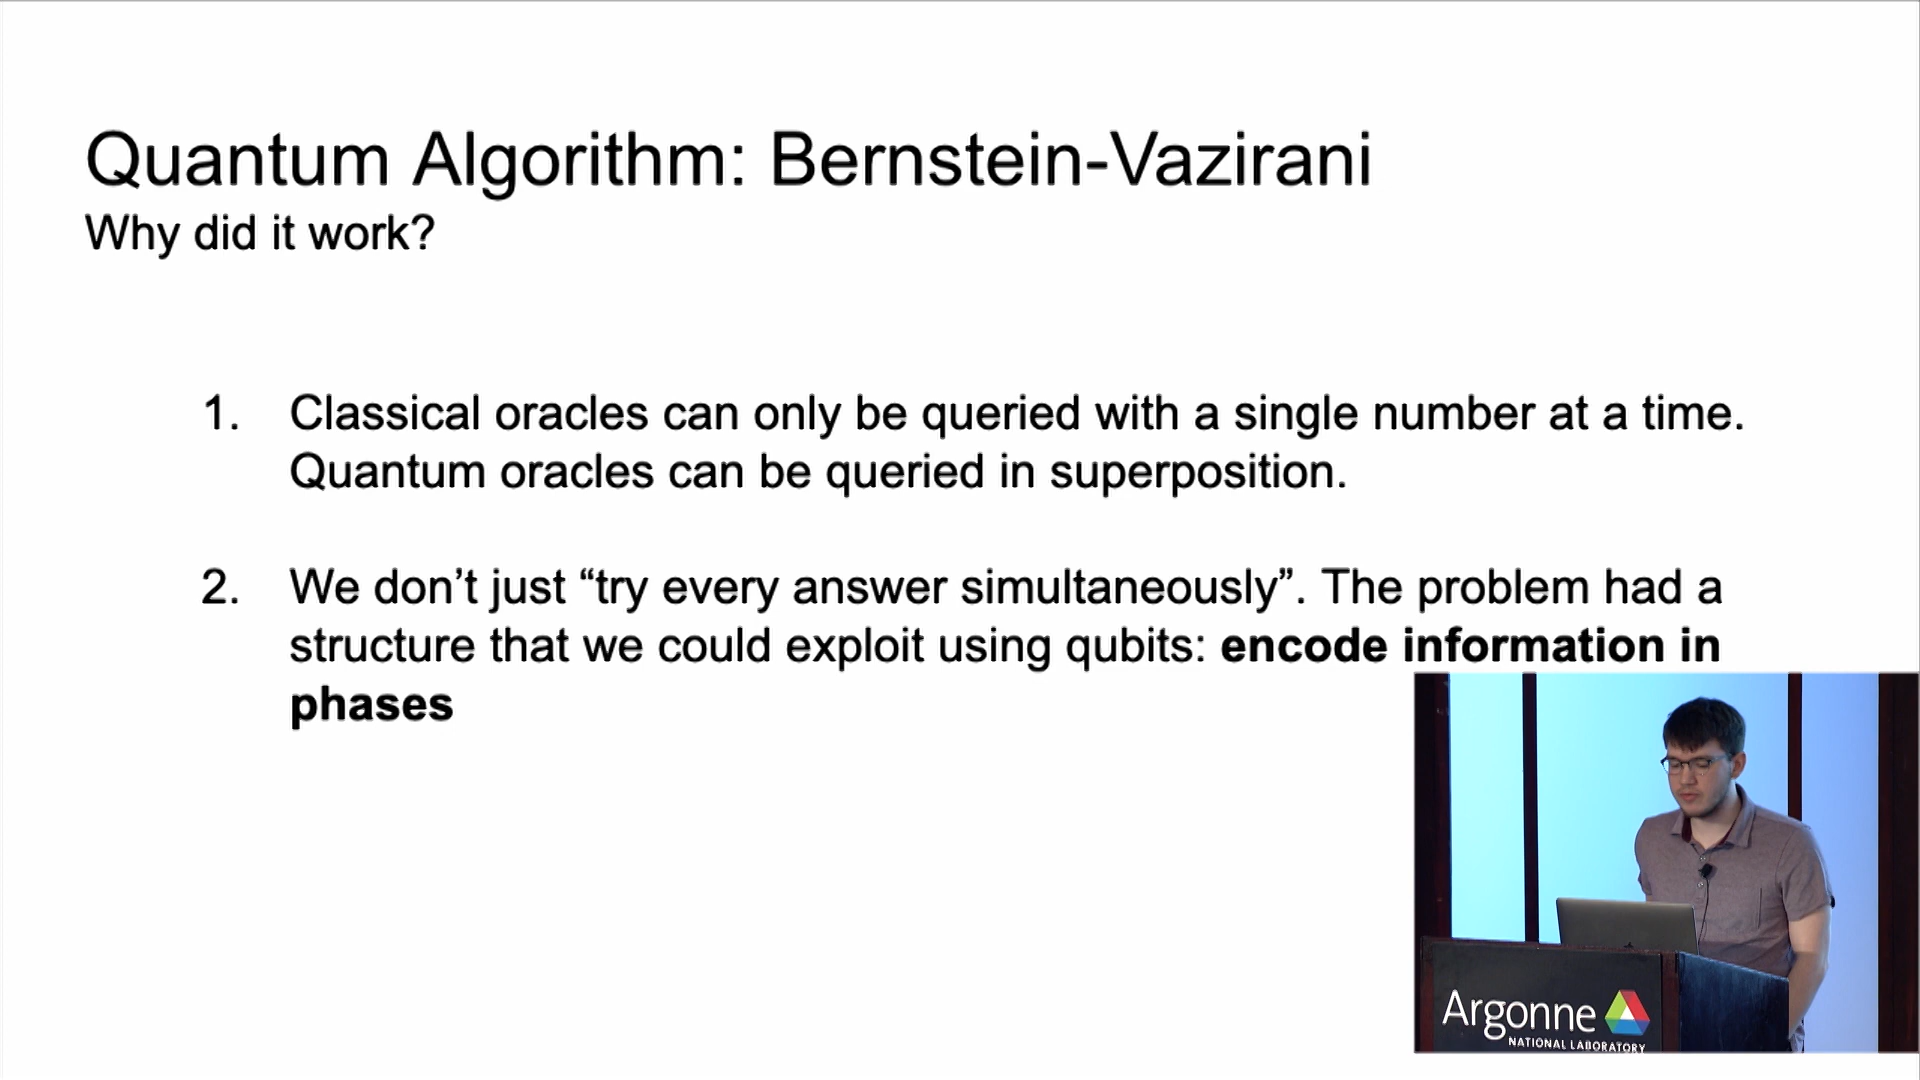 Quantum Algorithm: Bernstein-Vazirani
Why did it work?
1. Classical oracles can only be queried with a single number at a time.
Quantum oracles can be queried in superposition.
2. We don’t just “try every answer simultaneously”. The problem had a
structure that we could exploit using qubits: encode information in
phases
Argonne
NATIONAL LABORATORY